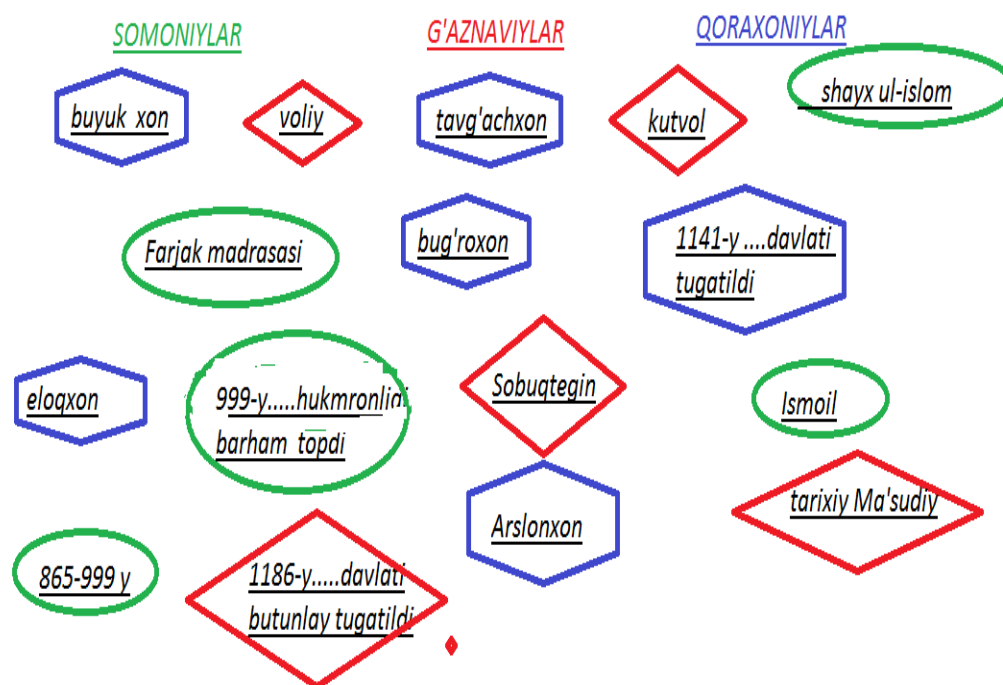 SOMONIYLAR G'AZNAVIYLAR QORAXONIYLAR
buyuk xon
voliy
tavg'achxon
kutvol
shayx ul-islom
Farjak madrasasi
bug'roxon
1141-y ....davlati
tugatildi
eloqxon
999-y.....hukmronligi
barham topdi
Sobuqtegin
Ismoil
Arslonxon
tarixiy Ma'sudiy
865-999 y
1186-y.....davlati
butunlay tugatildi